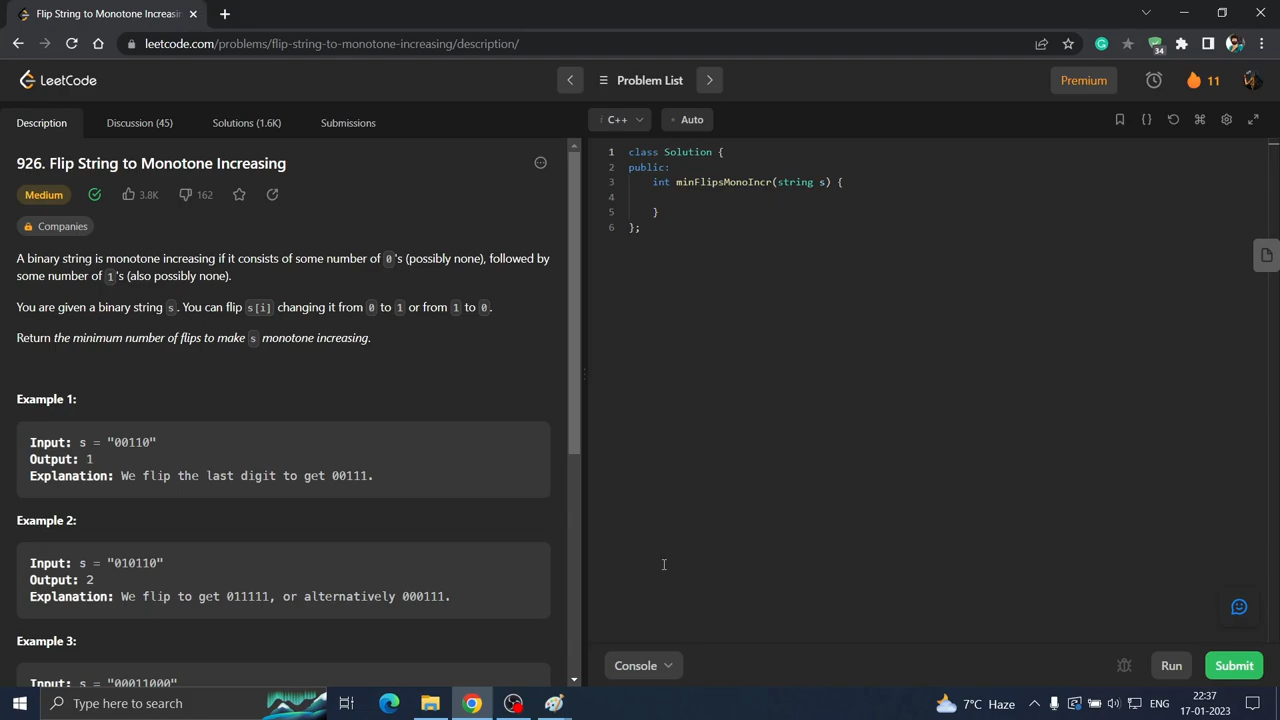 Flip String to Monotone Increasing
leetcode.com/problems/flip-string-to-monotone-increasing/description/
34
LeetCode
Problem List
Premium
11
Description
Discussion (45)
Solutions (1.6K)
Submissions
i C++
Auto
926. Flip String to Monotone Increasing
Medium
3.8K
162
Companies
A binary string is monotone increasing if it consists of some number of 0's (possibly none), followed by
some number of 1's (also possibly none).
You are given a binary string s. You can flip s[i] changing it from 0 to 1 or from 1 to 0.
Return the minimum number of flips to make s monotone increasing.
Example 1:
Input: s = "00110"
Output: 1
Explanation: We flip the last digit to get 00111.
Example 2:
Input: s = "010110"
Output: 2
Explanation: We flip to get 011111, or alternatively 000111.
Example 3:
Input: s = "00011000"
1 class Solution {
2 public:
3 int minFlipsMonoIncr(string s) {
4
5 }
6 };
Console
Run
Submit
Type here to search
7°C Haze
ENG
22:37
17-01-2023